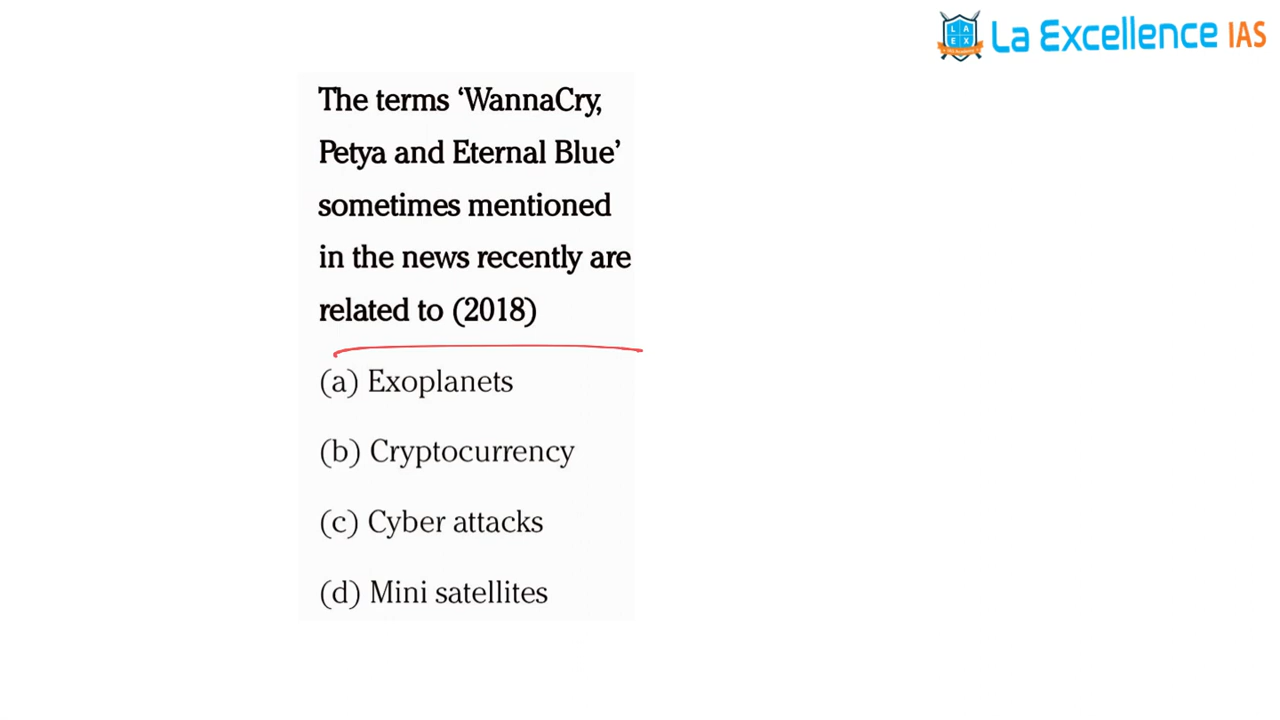 La Excellence IAS
The terms ‘WannaCry,
Petya and Eternal Blue’
sometimes mentioned
in the news recently are
related to (2018)
(a) Exoplanets
(b) Cryptocurrency
(c) Cyber attacks
(d) Mini satellites